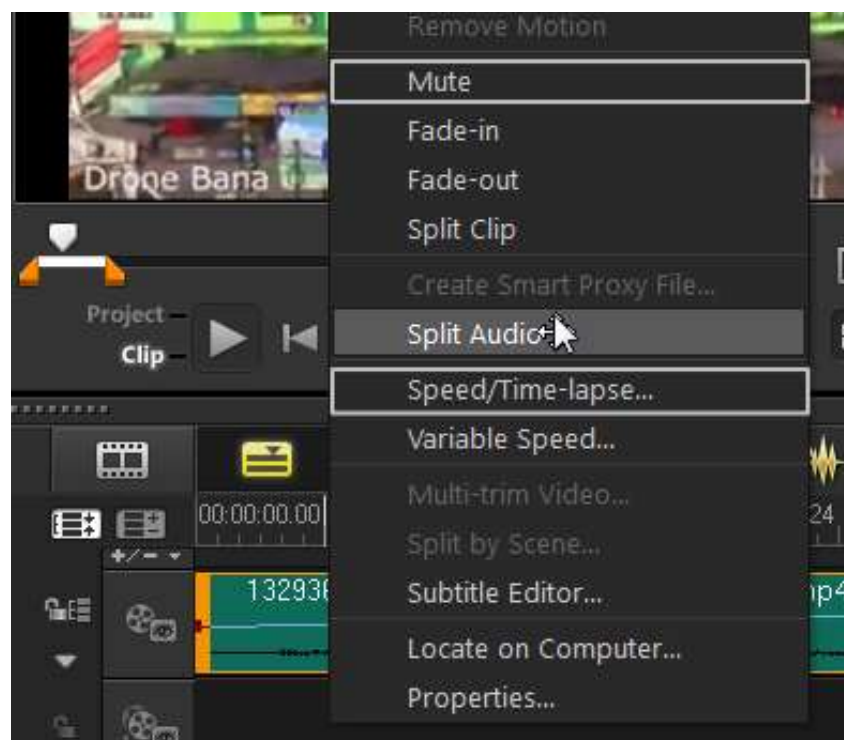 Remove Motion
Mute
Fade-in
Drone Bana
Fade-out
Split Clip
Create Smart Proxy File...
Project
Split Audio
Clip
Speed/Time-lapse...
Variable Speed...
Multi-trim Video...
00:00:00.00
24
Split by Scene...
132936
Subtitle Editor...
mp4
Locate on Computer...
Properties...